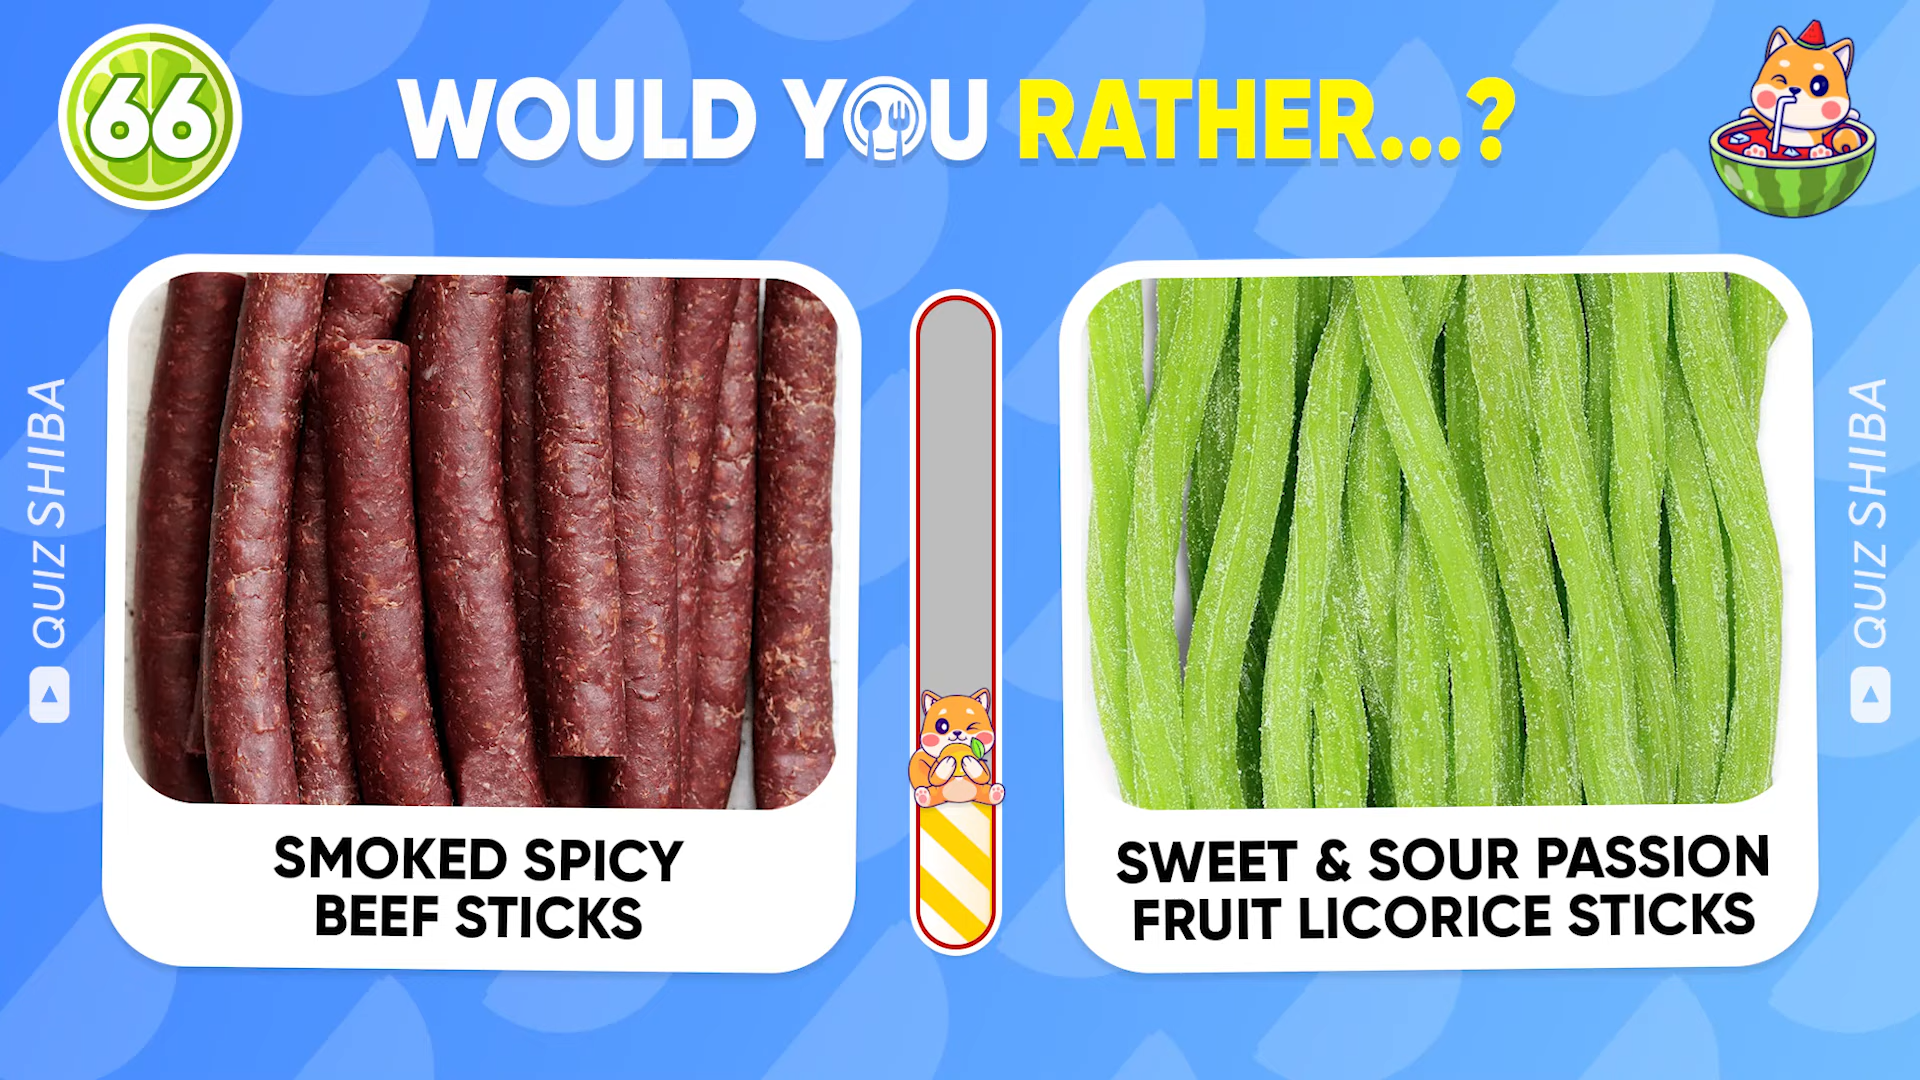 66
WOULD YOU RATHER...?
QUIZ SHIBA
SMOKED SPICY
BEEF STICKS
SWEET & SOUR PASSION
FRUIT LICORICE STICKS
QUIZ SHIBA